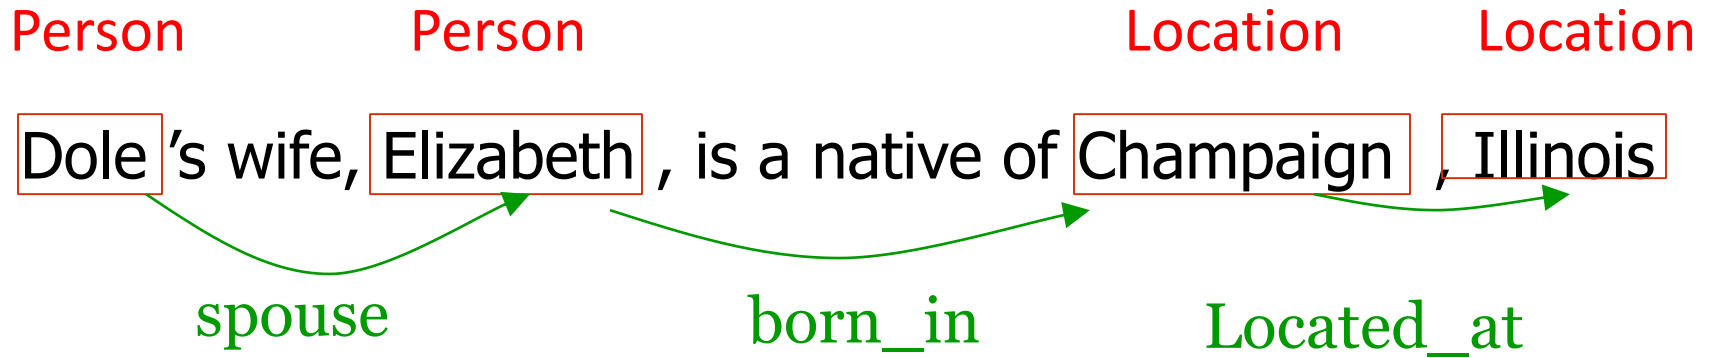 Person Person Location Location
Dole 's wife, Elizabeth , is a native of Champaign , Illinois
spouse born_in Located_at